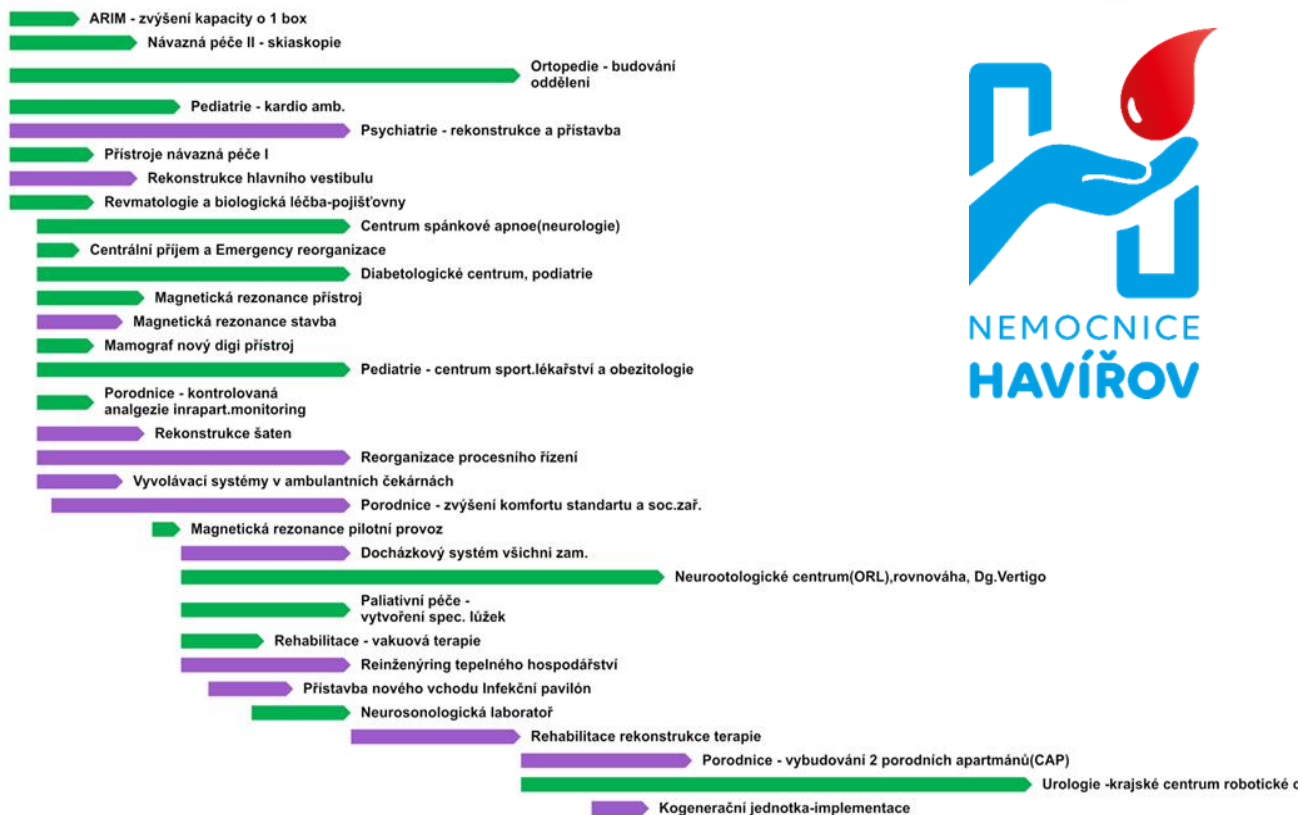 ARIM - zvýšení kapacity o 1 box
Návazná péče II - skiaskopie
Ortopedie - budování
oddělení
Pediatrie - kardio amb.
Psychiatrie - rekonstrukce a přístavba
Přístroje návazná péče I
Rekonstrukce hlavního vestibulu
Revmatologie a biologická léčba-pojišťovny
Centrum spánkové apnoe(neurologie)
Centrální příjem a Emergency reorganizace
Diabetologické centrum, podiatrie
Magnetická rezonance přístroj
Magnetická rezonance stavba
Mamograf nový digi přístroj
Pediatrie - centrum sport.lékařství a obezitologie
Porodnice - kontrolovaná
analgezie inrapart.monitoring
Rekonstrukce šaten
Reorganizace procesního řízení
Vyvolávací systémy v ambulantních čekárnách
Porodnice - zvýšení komfortu standartu a soc.zař.
Magnetická rezonance pilotní provoz
Docházkový systém všichni zam.
Neurootologické centrum(ORL),rovnováha, Dg.Vertigo
Paliativní péče -
vytvoření spec. lůžek
Rehabilitace - vakuová terapie
Reinženýring tepelného hospodářství
Přístavba nového vchodu Infekční pavilón
Neurosonologická laboratoř
Rehabilitace rekonstrukce terapie
Porodnice - vybudování 2 porodních apartmánů(CAP)
Urologie -krajské centrum robotické
Kogenerační jednotka-implementace
NEMOCNICE
HAVÍŘOV